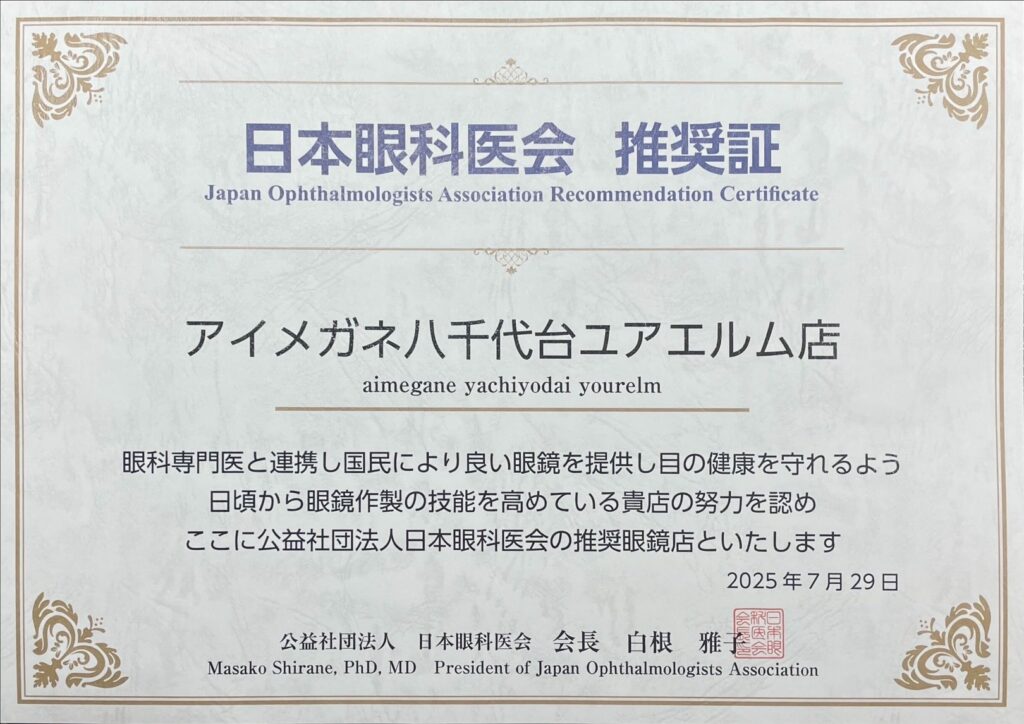 日本眼科医会 推奨証
Japan Ophthalmologists Association Recommendation Certificate
アイメガネ八千代台ユアエルム店
aimegane yachiyodai yourelm
眼科専門医と連携し国民により良い眼鏡を提供し目の健康を守れるよう
日頃から眼鏡作製の技能を高めている貴店の努力を認め
ここに公益社団法人日本眼科医会の推奨眼鏡店といたします
2025年7月29日
公益社団法人 日本眼科医会 会長 白根 雅子
Masako Shirane, PhD, MD President of Japan Ophthalmologists Association